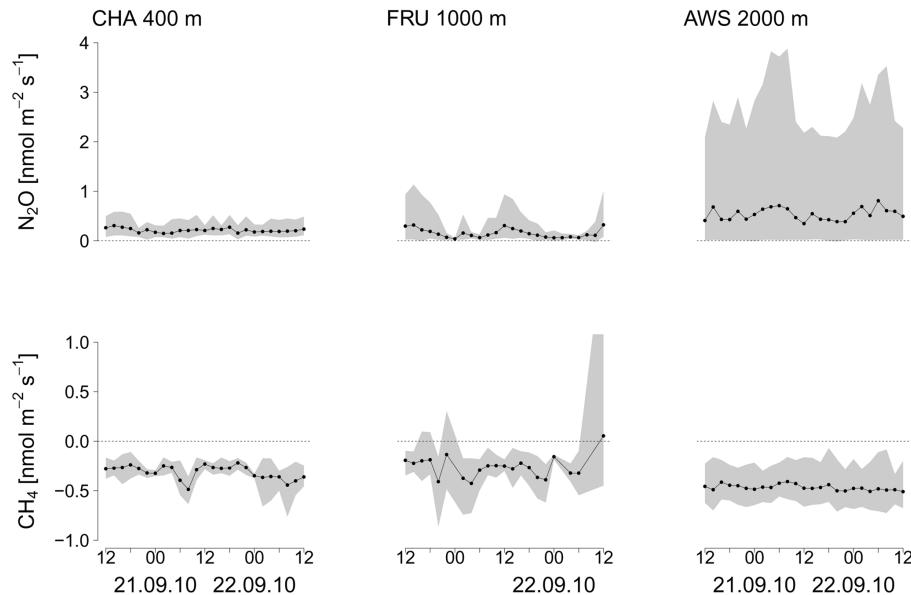 CHA 400 m FRU 1000 m AWS 2000 m
N₂O [nmol m⁻² s⁻¹]
4
3
2
1
0
CH₄ [nmol m⁻² s⁻¹]
1.0
0.5
0.0
−0.5
−1.0
12 00 12 00 12 12 00 12 00 12 12 00 12 00 12
21.09.10 22.09.10 22.09.10 21.09.10 22.09.10